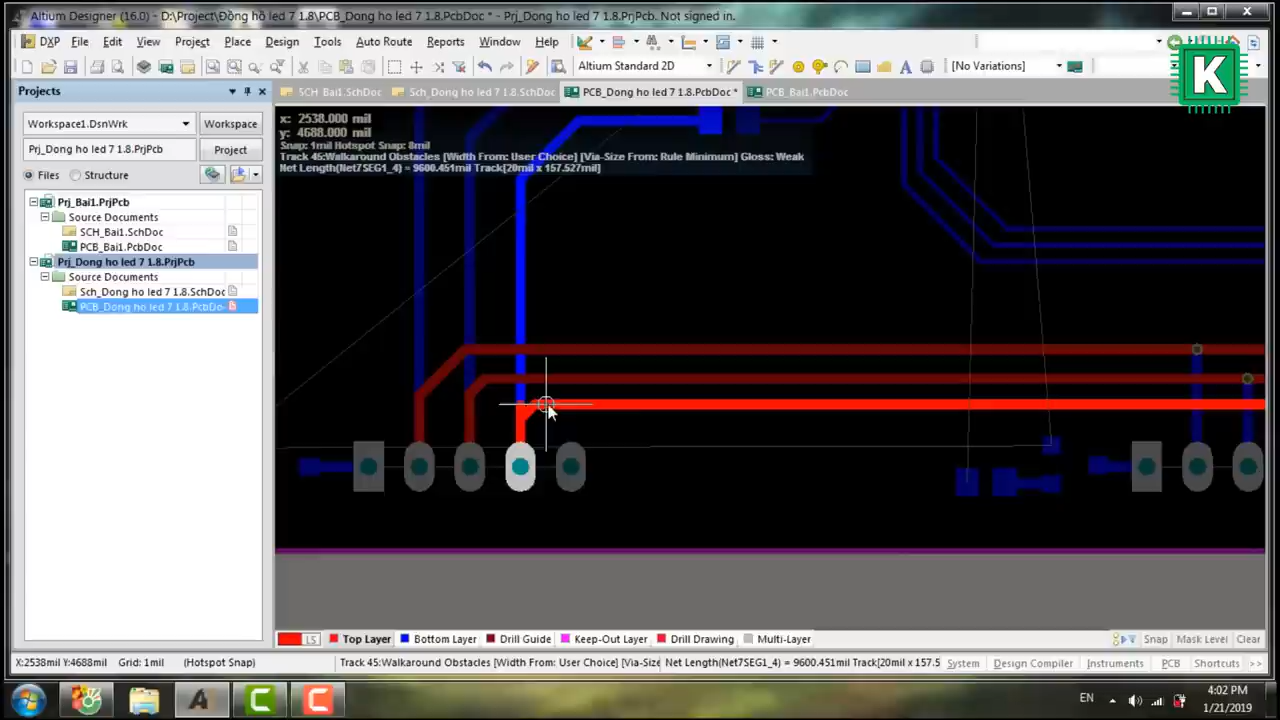 Altium Designer (16.0) - D:\Project\Đồng hồ led 7 1.8\PCB_Dong ho led 7 1.8.PcbDoc * - Prj_Dong ho led 7 1.8.PrjPcb. Not signed in.
DXP File Edit View Project Place Design Tools Auto Route Reports Window Help
Altium Standard 2D [No Variations]
K
Projects
SCH_Bai1.SchDoc Sch_Dong ho led 7 1.8.SchDoc PCB_Dong ho led 7 1.8.PcbDoc * PCB_Bai1.PcbDoc
Workspace1.DsnWrk Workspace
Prj_Dong ho led 7 1.8.PrjPcb Project
Files Structure
Prj_Bai1.PrjPcb
Source Documents
SCH_Bai1.SchDoc
PCB_Bai1.PcbDoc
Prj_Dong ho led 7 1.8.PrjPcb
Source Documents
Sch_Dong ho led 7 1.8.SchDoc
PCB_Dong ho led 7 1.8.PcbDo
x: 2538.000 mil
y: 4688.000 mil
Snap: 1mil Hotspot Snap: 8mil
Track 45:Walkaround Obstacles [Width From: User Choice] [Via-Size From: Rule Minimum] Gloss: Weak
Net Length(Net7SEG1_4) = 9600.451mil Track[20mil x 157.527mil]
LS Top Layer Bottom Layer Drill Guide Keep-Out Layer Drill Drawing Multi-Layer Snap Mask Level Clear
X:2538mil Y:4688mil Grid: 1mil (Hotspot Snap) Track 45:Walkaround Obstacles [Width From: User Choice] [Via-Size Net Length(Net7SEG1_4) = 9600.451mil Track[20mil x 157.5 System Design Compiler Instruments PCB Shortcuts >>
EN 4:02 PM
1/21/2019